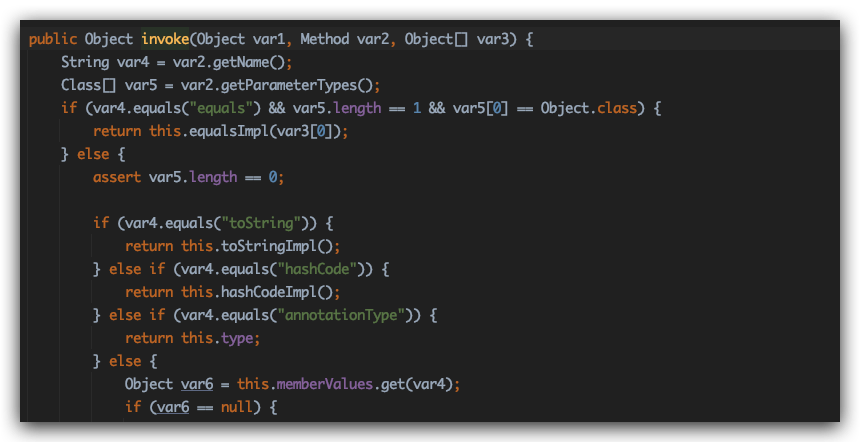 public Object invoke(Object var1, Method var2, Object[] var3) {
String var4 = var2.getName();
Class[] var5 = var2.getParameterTypes();
if (var4.equals("equals") && var5.length == 1 && var5[0] == Object.class) {
return this.equalsImpl(var3[0]);
} else {
assert var5.length == 0;
if (var4.equals("toString")) {
return this.toStringImpl();
} else if (var4.equals("hashCode")) {
return this.hashCodeImpl();
} else if (var4.equals("annotationType")) {
return this.type;
} else {
Object var6 = this.memberValues.get(var4);
if (var6 == null) {